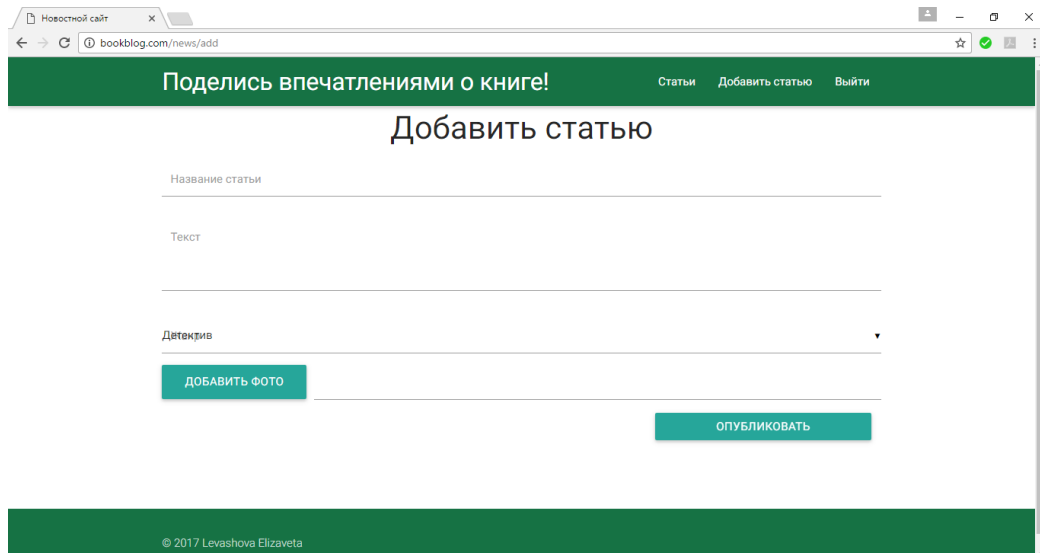 Новостной сайт
bookblog.com/news/add
Поделись впечатлениями о книге! Статьи Добавить статью Выйти
Добавить статью
Название статьи
Текст
Детектив
ДОБАВИТЬ ФОТО
ОПУБЛИКОВАТЬ
© 2017 Levashova Elizaveta